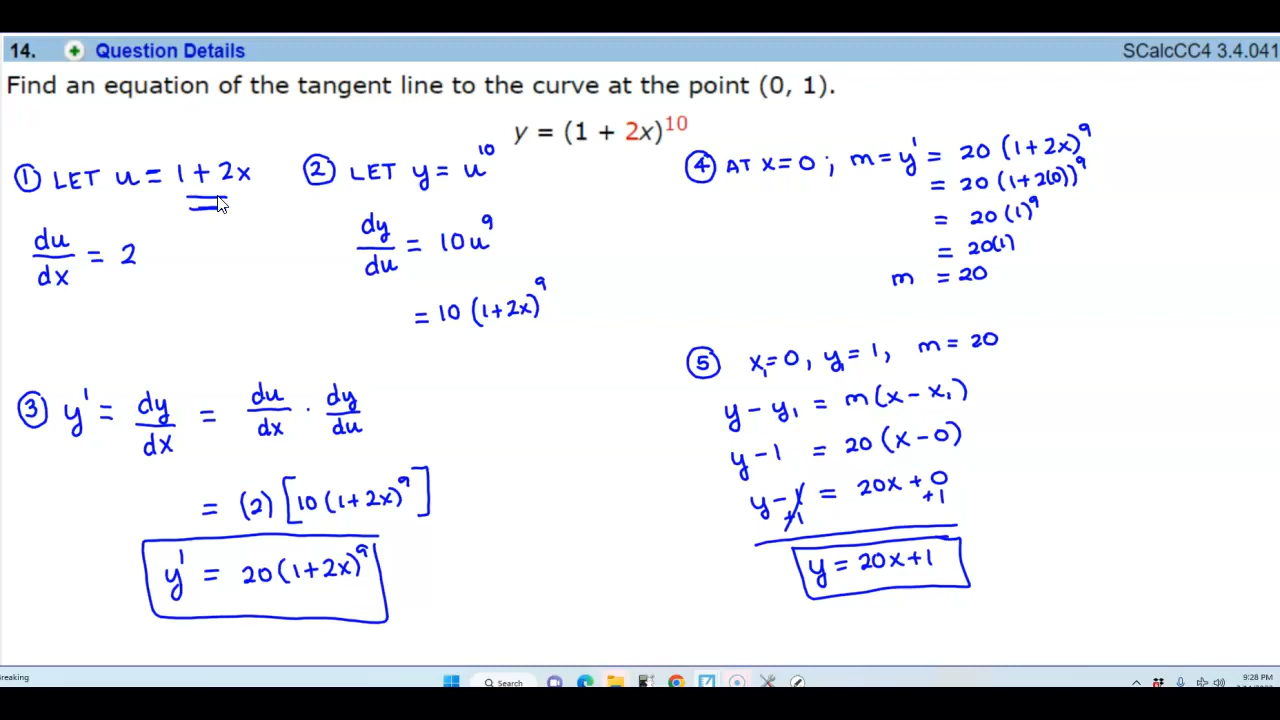 14. Question Details SCalcCC4 3.4.041
Find an equation of the tangent line to the curve at the point (0, 1).
y = (1 + 2x)^10
① LET u = 1 + 2x
du/dx = 2
② LET y = u^10
dy/du = 10u^9
= 10(1+2x)^9
③ y' = dy/dx = du/dx · dy/du
= (2)[10(1+2x)^9]
y' = 20(1+2x)^9
④ AT x=0; m=y' = 20(1+2x)^9
= 20(1+2(0))^9
= 20(1)^9
= 20(1)
m = 20
⑤ x₁=0, y₁=1, m=20
y - y₁ = m(x - x₁)
y - 1 = 20(x - 0)
y - 1 = 20x + 0
+1 +1
y = 20x+1
reaking
Search
9:28 PM